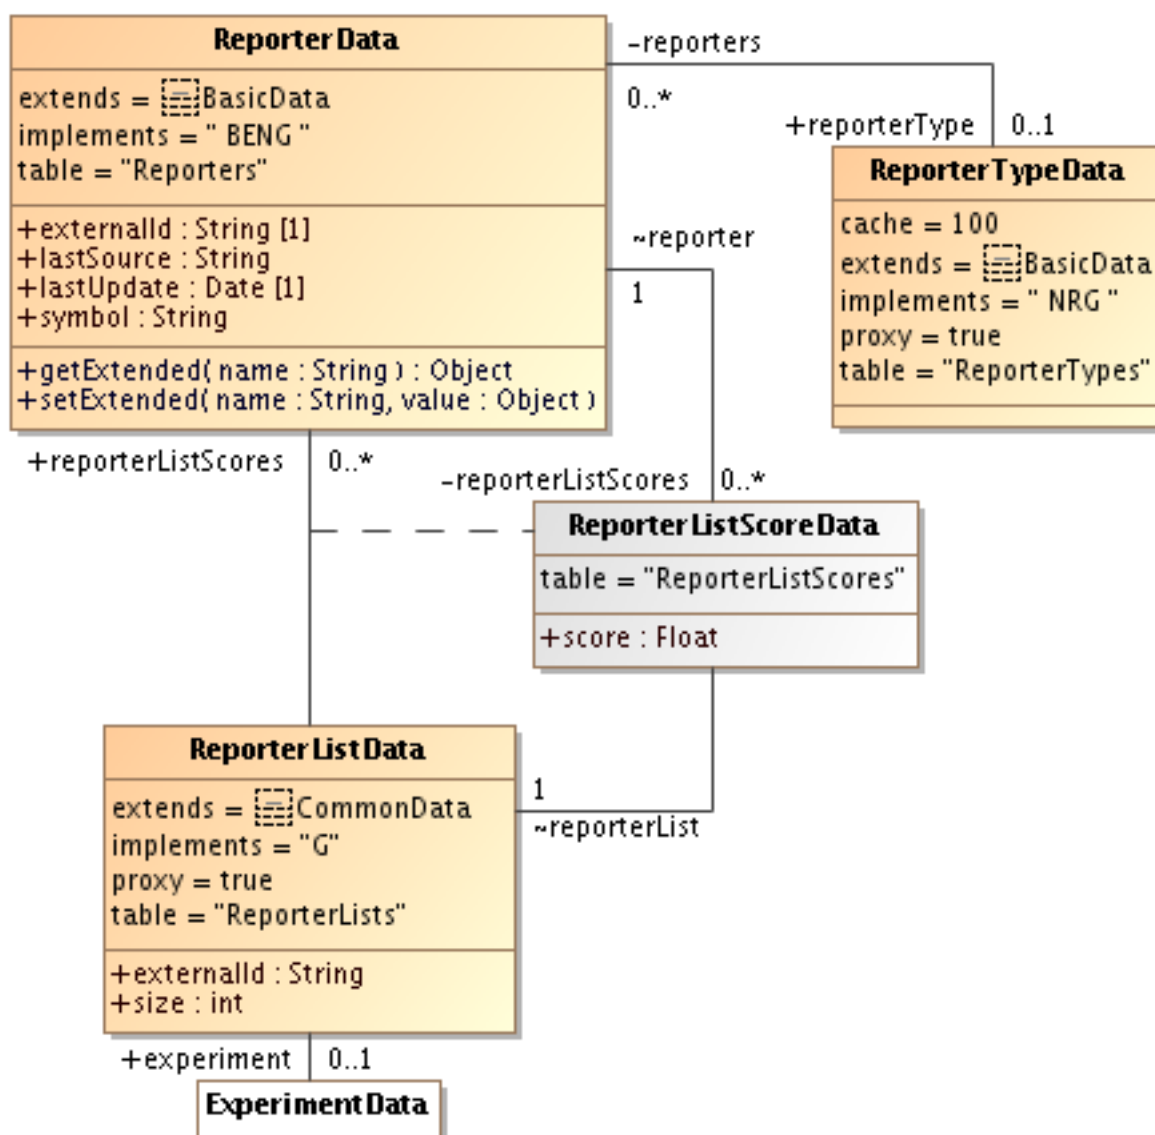 ReporterData
extends = BasicData
implements = " BENG "
table = "Reporters"
+externalId : String [1]
+lastSource : String
+lastUpdate : Date [1]
+symbol : String
+getExtended( name : String ) : Object
+setExtended( name : String, value : Object )
-reporters
0..*
+reporterType
0..1
ReporterTypeData
cache = 100
extends = BasicData
implements = " NRG "
proxy = true
table = "ReporterTypes"
~reporter
1
+reporterListScores
0..*
-reporterListScores
0..*
ReporterListScoreData
table = "ReporterListScores"
+score : Float
ReporterListData
extends = CommonData
implements = "G"
proxy = true
table = "ReporterLists"
+externalId : String
+size : int
1
~reporterList
+experiment
0..1
ExperimentData